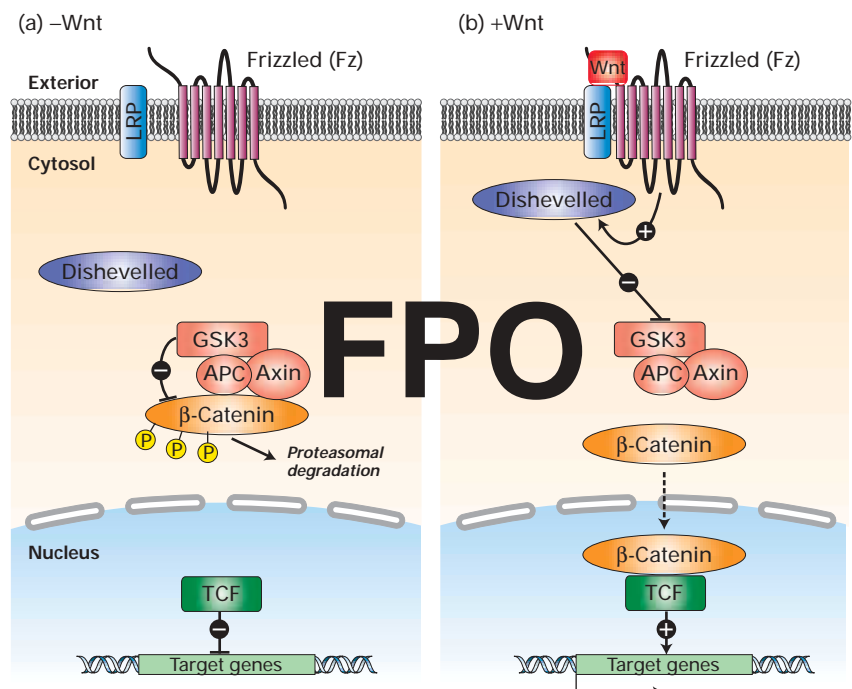 (a) –Wnt
Frizzled (Fz)
Exterior
LRP
Cytosol
Dishevelled
GSK3
APC
Axin
–
β-Catenin
P
P
P
Proteasomal
degradation
Nucleus
TCF
–
Target genes
FPO
(b) +Wnt
Wnt
Frizzled (Fz)
LRP
Dishevelled
+
–
GSK3
APC
Axin
β-Catenin
β-Catenin
TCF
+
Target genes